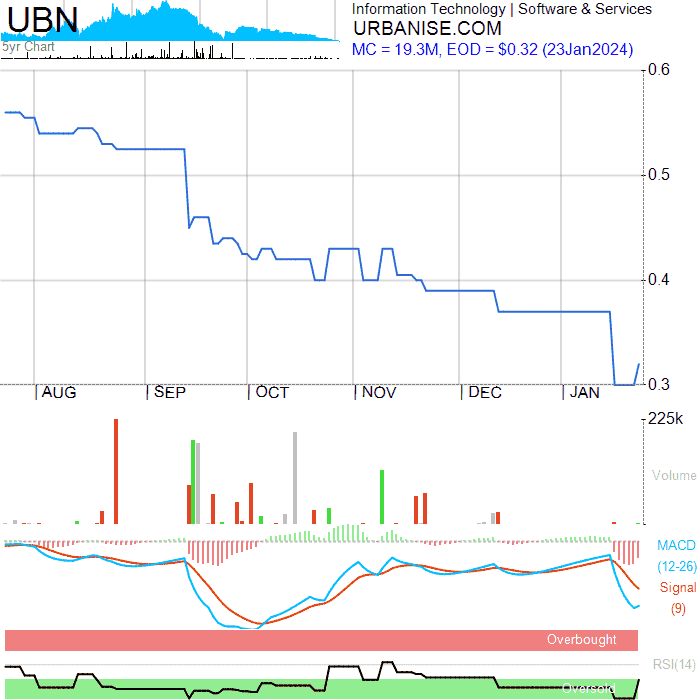 UBN
5yr Chart
Information Technology | Software & Services
URBANISE.COM
MC = 19.3M, EOD = $0.32 (23Jan2024)
0.6
0.5
0.4
0.3
AUG SEP OCT NOV DEC JAN
225k
Volume
MACD
(12-26)
Signal
(9)
Overbought
RSI(14)
Oversold